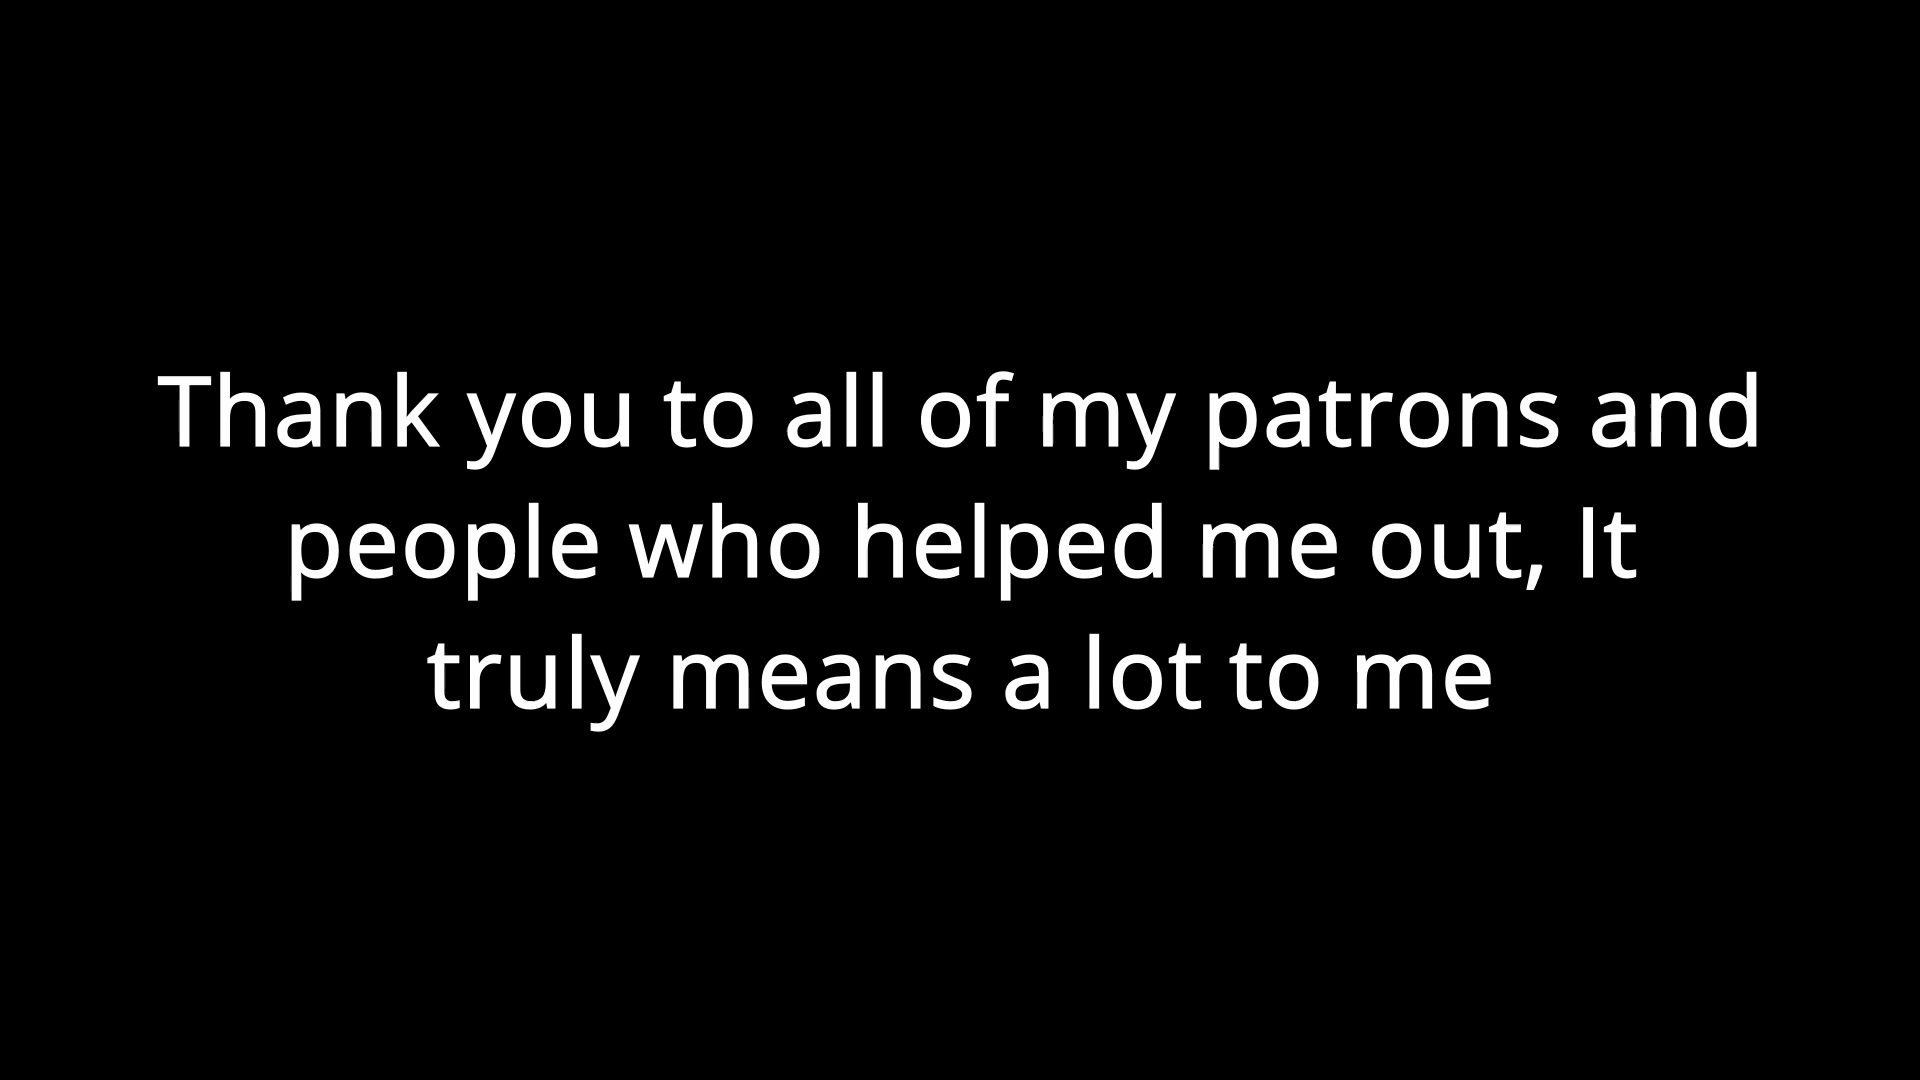 Thank you to all of my patrons and
people who helped me out, It
truly means a lot to me